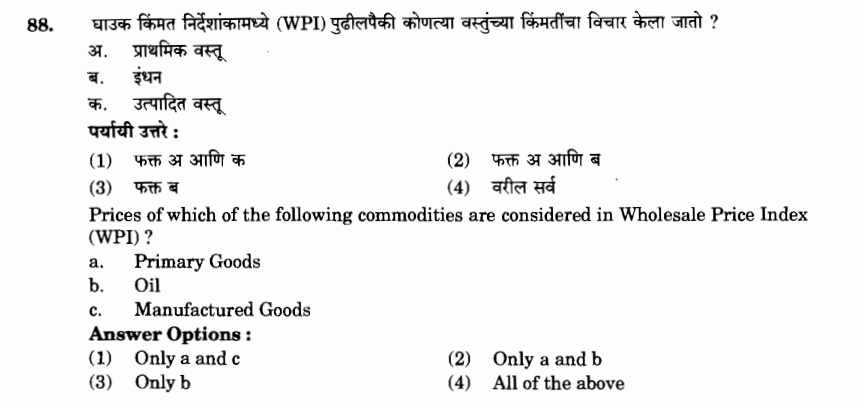 88. घाउक किंमत निर्देशांकामध्ये (WPI) पुढीलपैकी कोणत्या वस्तुंच्या किंमतींचा विचार केला जातो ?
अ. प्राथमिक वस्तू
ब. इंधन
क. उत्पादित वस्तू
पर्यायी उत्तरे :
(1) फक्त अ आणि क (2) फक्त अ आणि ब
(3) फक्त ब (4) वरील सर्व
Prices of which of the following commodities are considered in Wholesale Price Index
(WPI) ?
a. Primary Goods
b. Oil
c. Manufactured Goods
Answer Options :
(1) Only a and c (2) Only a and b
(3) Only b (4) All of the above